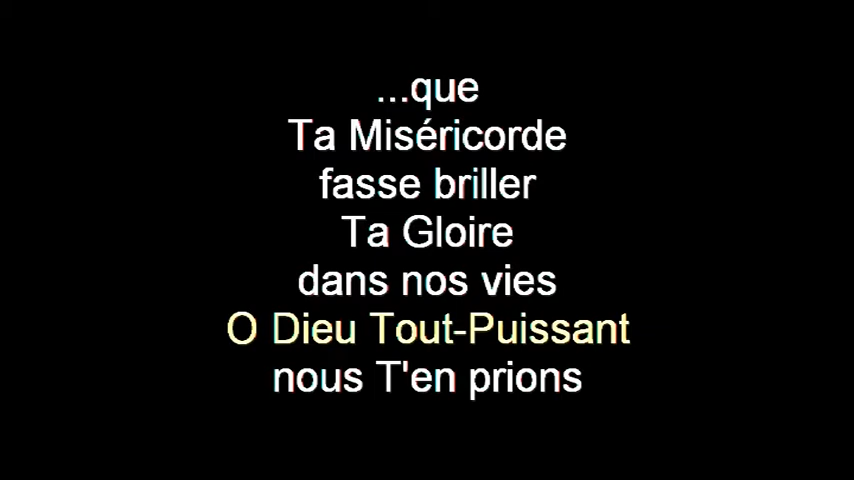 ...que
Ta Miséricorde
fasse briller
Ta Gloire
dans nos vies
O Dieu Tout-Puissant
nous T'en prions